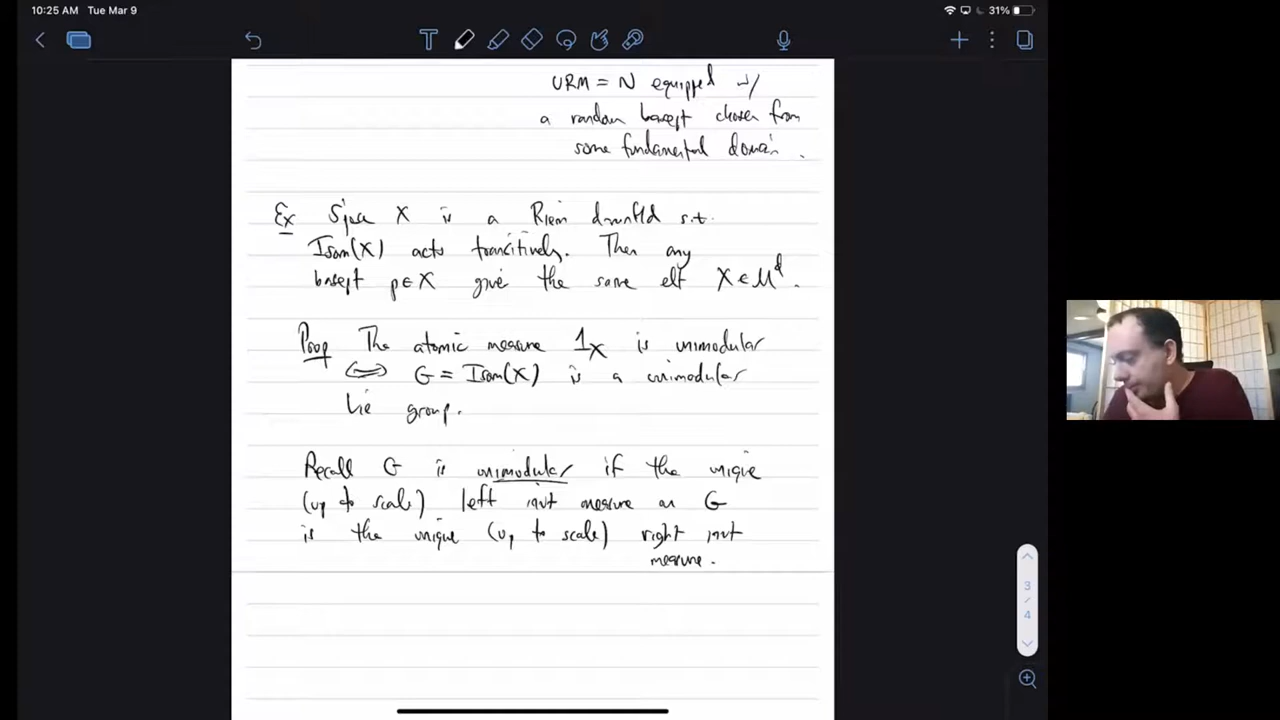 10:25 AM Tue Mar 9
31%
URM = N equipped w/
a random basept chosen from
some fundamental domain.
Ex Spse X is a Riem d-mfld s.t.
Isom(X) acts transitively. Then any
basept p∈X give the same elt X∈M^d.
Prop The atomic measure 1_X is unimodular
⟺ G = Isom(X) is a unimodular
Lie group.
Recall G is unimodular if the unique
(up to scale) left invt measure on G
is the unique (up to scale) right invt
measure.
3
/
4